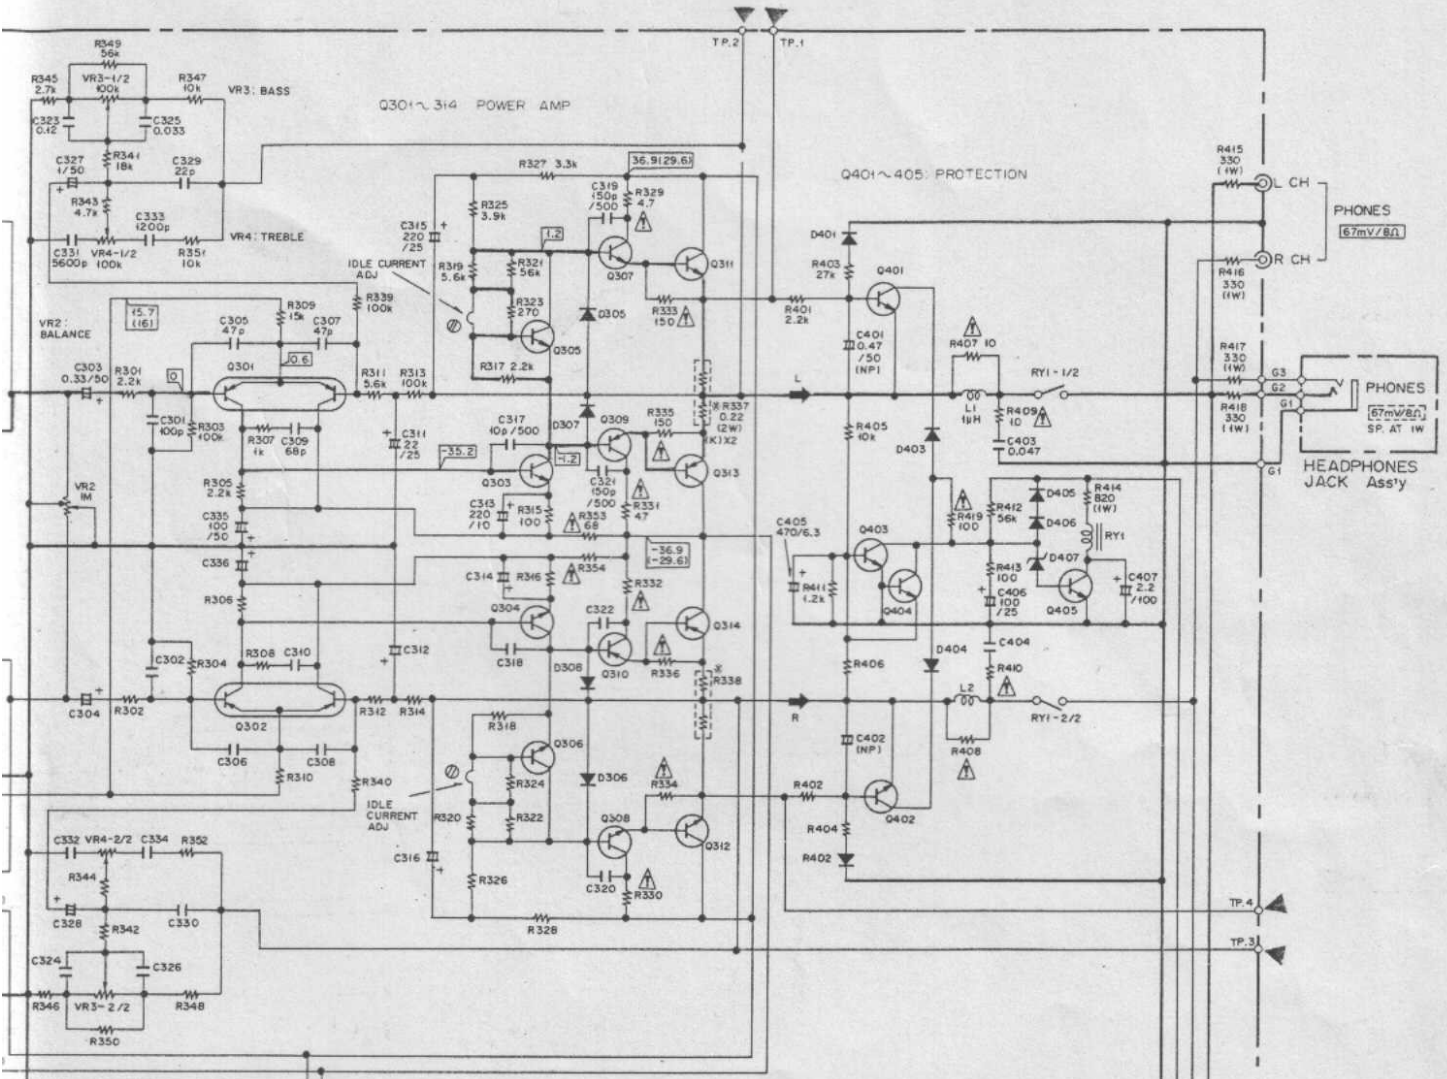 TP.2
TP.1
R349
56k
R345
2.7k
VR3-1/2
100k
R347
10k
VR3: BASS
C323
0.12
C325
0.033
R341
18k
C327
1/50
C329
22p
R343
4.7k
C333
1200p
C331
5600p
VR4-1/2
100k
R351
10k
VR4: TREBLE
Q301~314 POWER AMP
R327 3.3k
36.9(29.6)
R325
3.9k
C319
150p
/500
R329
4.7
C315
220
/25
1.2
IDLE CURRENT
ADJ
R319
5.6k
R321
56k
Q307
Q311
R323
270
D305
R333
150
Q305
R317 2.2k
Q401~405: PROTECTION
D401
R403
27k
Q401
R401
2.2k
C401
0.47
/50
(NP)
R407 10
L1
1µH
R409
10
C403
0.047
RY1-1/2
R415
330
(1W)
L CH
PHONES
67mV/8Ω
R CH
R416
330
(1W)
R417
330
(1W)
R418
330
(1W)
G3
G2
G1
G1
PHONES
67mV/8Ω
SP. AT 1W
HEADPHONES
JACK Ass'y
VR2:
BALANCE
15.7
(16)
R309
15k
R339
100k
C305
47p
C307
47p
0.6
Q301
C303
0.33/50
R301
2.2k
0
R311
5.6k
R313
100k
C301
100p
R303
100k
R307
1k
C309
68p
C311
22
/25
VR2
1M
R305
2.2k
C335
100
/50
C336
R306
-35.2
C317
10p/500
D307
Q309
R335
150
※R337
0.22
(2W)
(K)X2
L
Q303
-1.2
C321
150p
/500
Q313
C313
220
/10
R315
100
R353
68
R331
47
-36.9
(-29.6)
C314
R316
R354
R332
Q304
C322
Q314
C318
D308
Q310
R336
※
R338
R405
10k
D403
C405
470/6.3
Q403
R419
100
R412
56k
D405
D406
D407
R414
820
(1W)
RY1
R411
1.2k
Q404
R413
100
C406
100
/25
Q405
C407
2.2
/100
C404
R410
D404
R406
L2
R408
RY1-2/2
R
C402
(NP)
R402
Q402
R404
R402
C302
R304
R308
C310
C312
C304
R302
Q302
R312
R314
C306
C308
R310
R340
R318
Q306
R324
R322
R320
IDLE
CURRENT
ADJ
D306
R334
Q308
Q312
C316
R326
C320
R330
R328
C332
VR4-2/2
C334
R352
R344
C328
C330
R342
C324
C326
R346
VR3-2/2
R348
R350
TP.4
TP.3